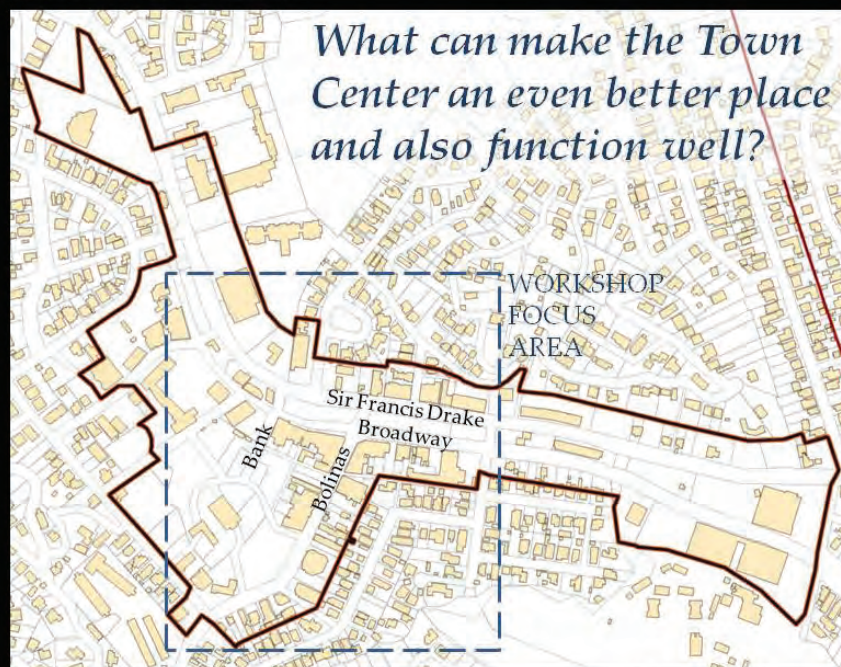 What can make the Town
Center an even better place
and also function well?
WORKSHOP
FOCUS
AREA
Sir Francis Drake
Broadway
Bank
Bolinas